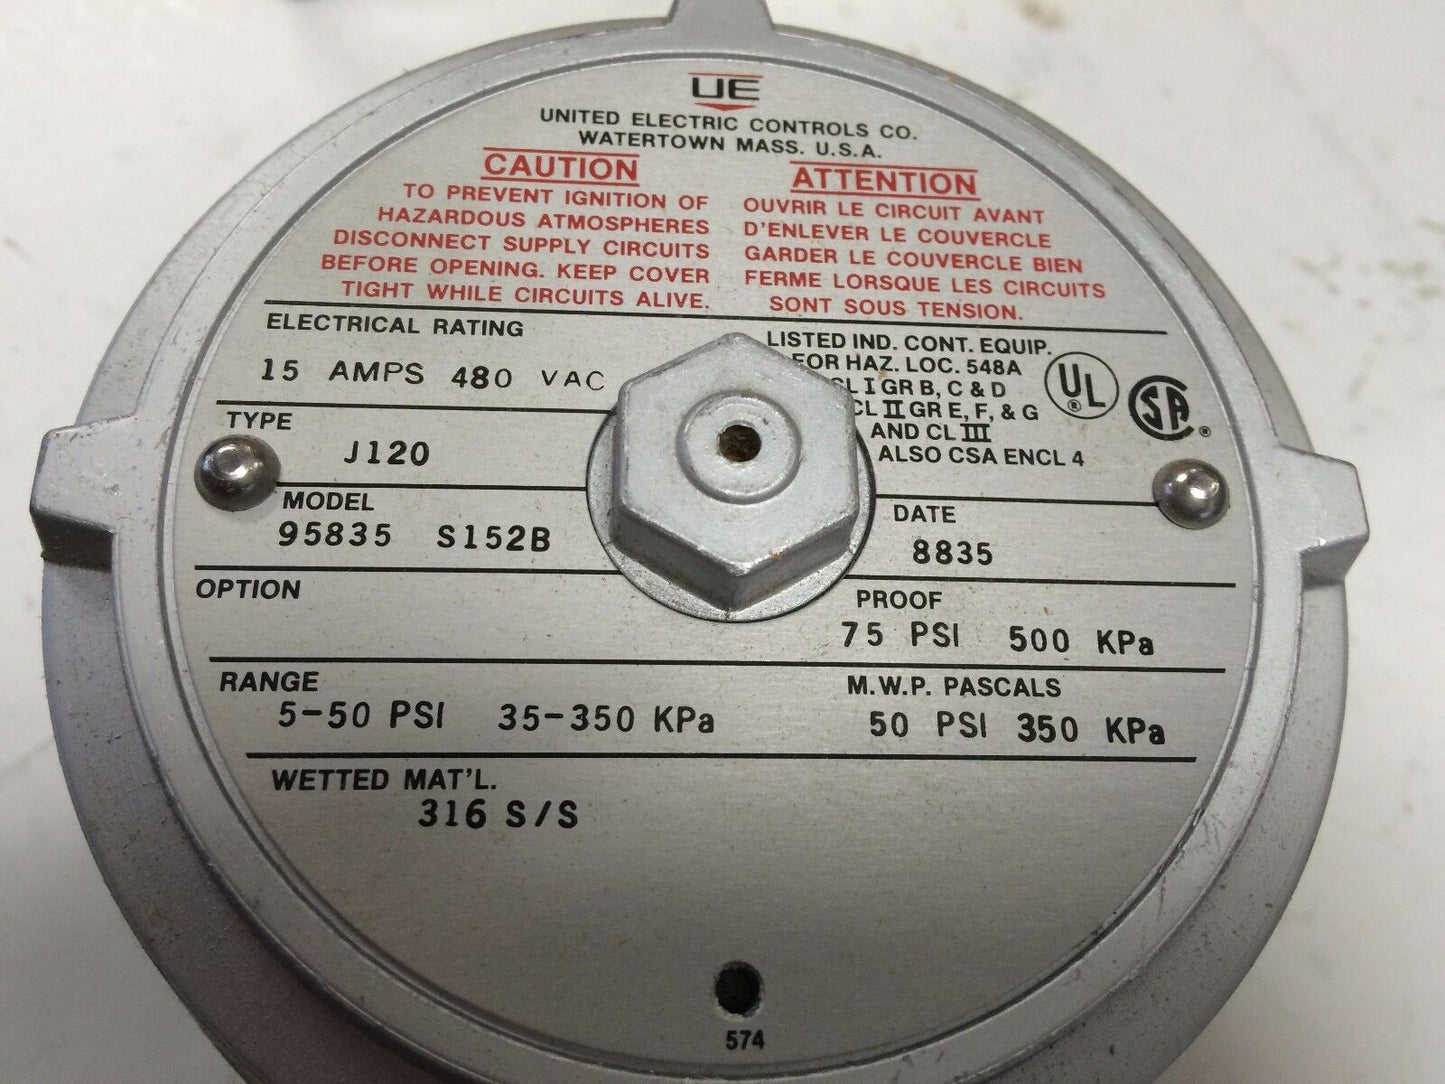 UE
UNITED ELECTRIC CONTROLS CO.
WATERTOWN MASS. U.S.A.
CAUTION
TO PREVENT IGNITION OF
HAZARDOUS ATMOSPHERES
DISCONNECT SUPPLY CIRCUITS
BEFORE OPENING. KEEP COVER
TIGHT WHILE CIRCUITS ALIVE.
ATTENTION
OUVRIR LE CIRCUIT AVANT
D'ENLEVER LE COUVERCLE
GARDER LE COUVERCLE BIEN
FERME LORSQUE LES CIRCUITS
SONT SOUS TENSION.
ELECTRICAL RATING
15 AMPS 480 VAC
LISTED IND. CONT. EQUIP.
FOR HAZ. LOC. 548A
CL I GR B, C & D
CL II GR E, F, & G
AND CL III
ALSO CSA ENCL 4
UL ®
SA ®
TYPE
J120
MODEL
95835 S152B
DATE
8835
OPTION
PROOF
75 PSI 500 KPa
RANGE
5-50 PSI 35-350 KPa
M.W.P. PASCALS
50 PSI 350 KPa
WETTED MAT'L.
316 S/S
574